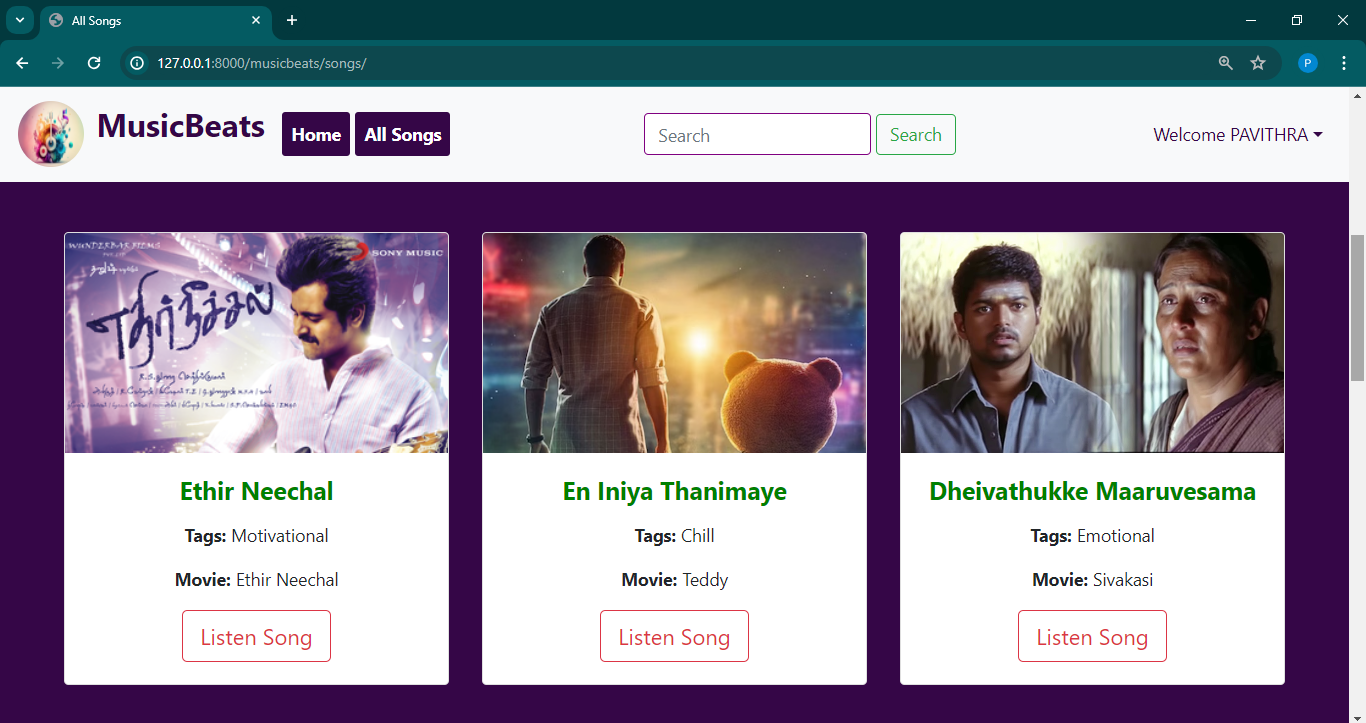 All Songs
127.0.0.1:8000/musicbeats/songs/
P
MusicBeats
Home
All Songs
Search
Search
Welcome PAVITHRA
WUNDERBAR FILMS
SONY MUSIC
எதிர்நீச்சல்
Ethir Neechal
Tags: Motivational
Movie: Ethir Neechal
Listen Song
En Iniya Thanimaye
Tags: Chill
Movie: Teddy
Listen Song
Dheivathukke Maaruvesama
Tags: Emotional
Movie: Sivakasi
Listen Song